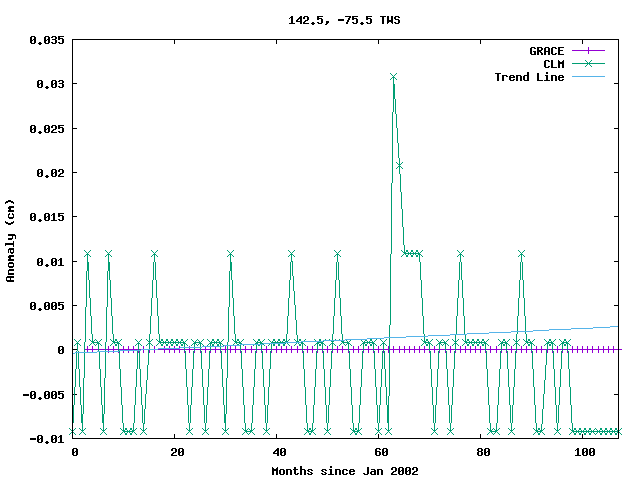 142.5, -75.5 TWS
GRACE
CLM
Trend Line
0.035
0.03
0.025
0.02
0.015
0.01
0.005
0
-0.005
-0.01
Anomaly (cm)
0 20 40 60 80 100
Months since Jan 2002